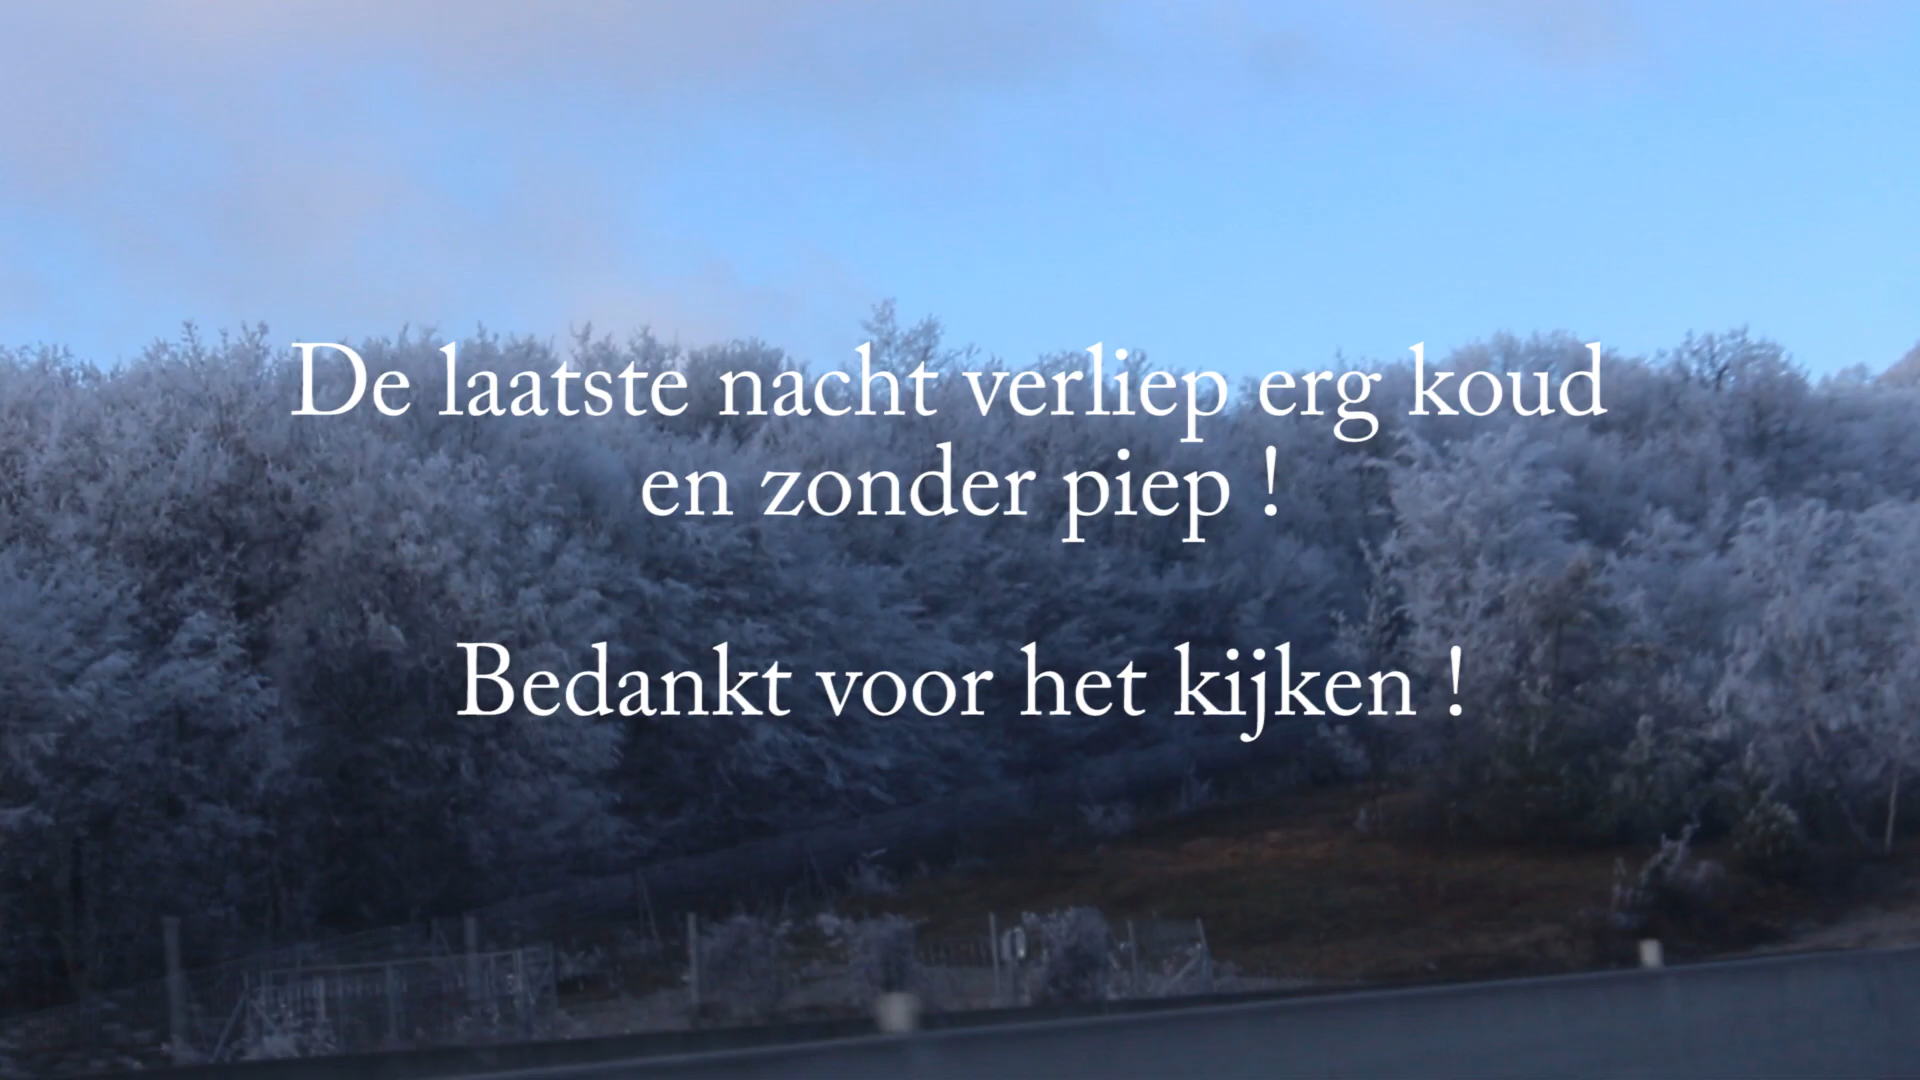 De laatste nacht verliep erg koud
en zonder piep !
Bedankt voor het kijken !